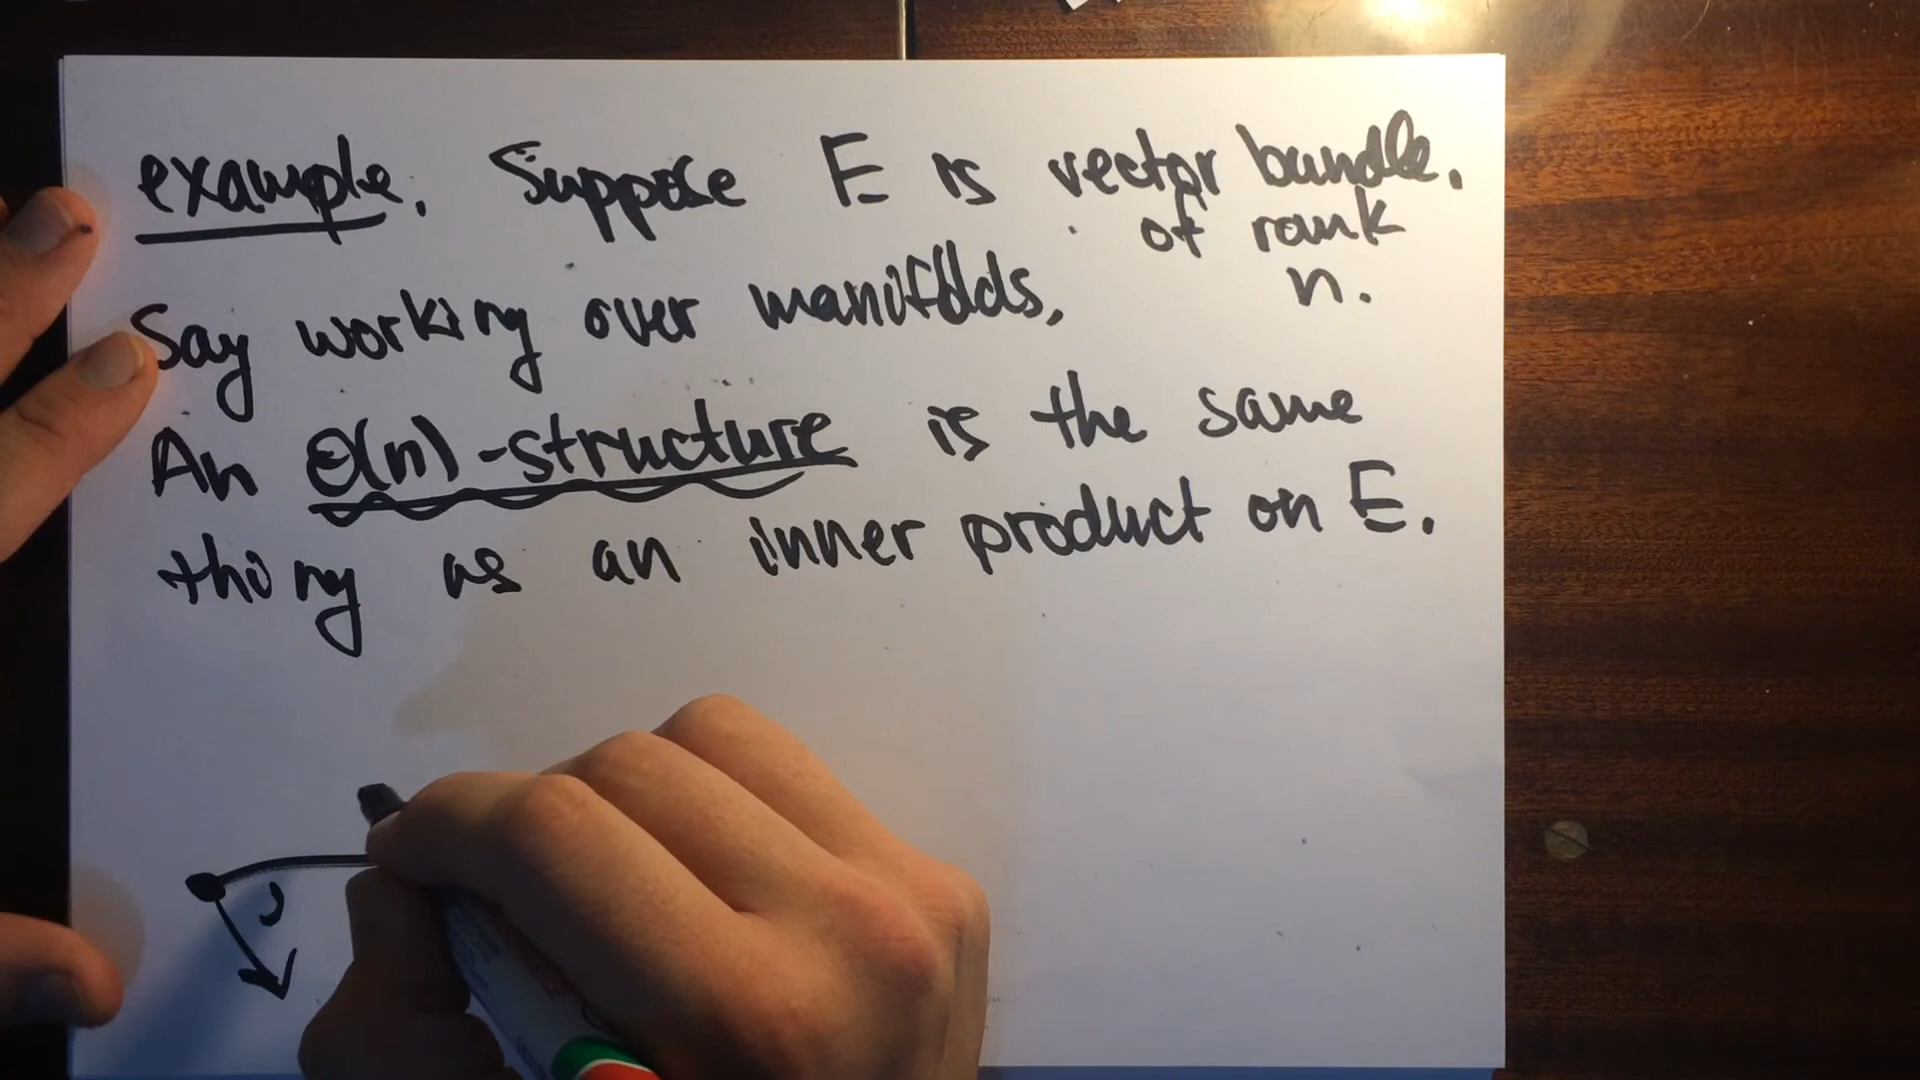 example. Suppose E is vector bundle.
of rank
n.
Say working over manifolds,
An O(n)-structure is the same
thing as an inner product on E.